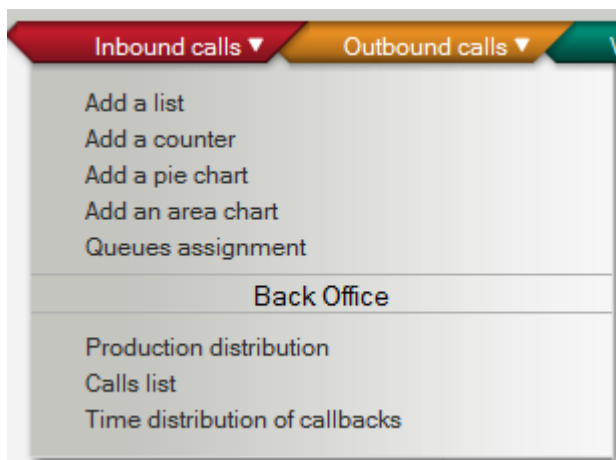 Inbound calls ▼ Outbound calls ▼
Add a list
Add a counter
Add a pie chart
Add an area chart
Queues assignment
Back Office
Production distribution
Calls list
Time distribution of callbacks